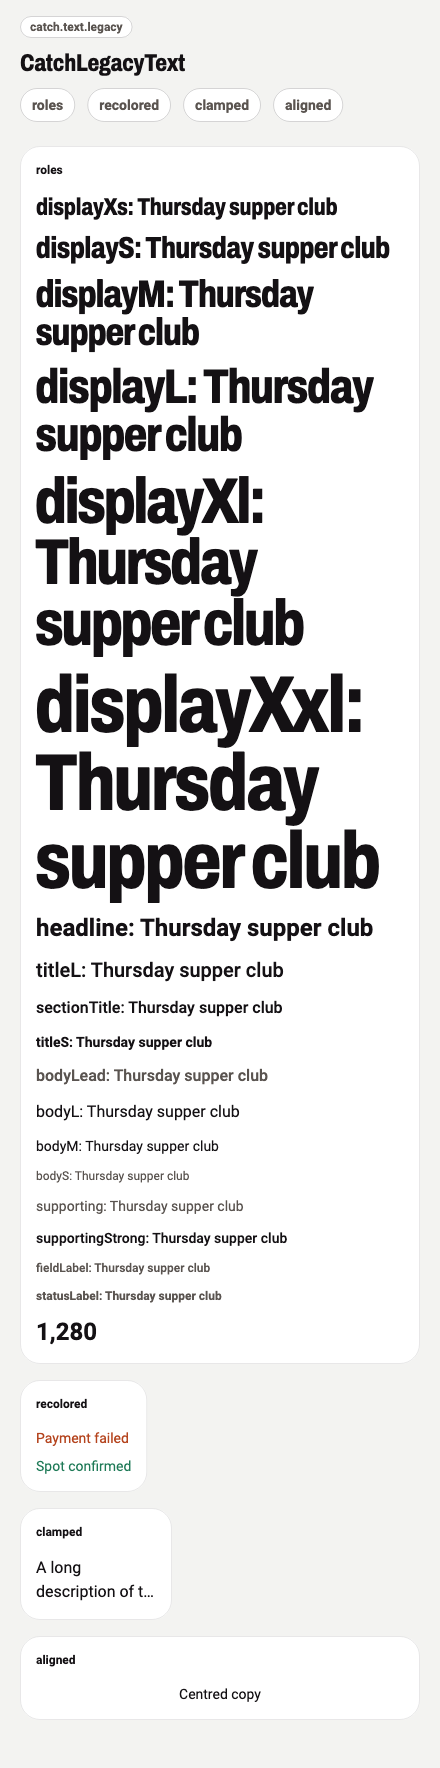 catch.text.legacy
CatchLegacyText
roles recolored clamped aligned
roles
displayXs: Thursday supper club
displayS: Thursday supper club
displayM: Thursday
supper club
displayL: Thursday
supper club
displayXl:
Thursday
supper club
displayXxl:
Thursday
supper club
headline: Thursday supper club
titleL: Thursday supper club
sectionTitle: Thursday supper club
titleS: Thursday supper club
bodyLead: Thursday supper club
bodyL: Thursday supper club
bodyM: Thursday supper club
bodyS: Thursday supper club
supporting: Thursday supper club
supportingStrong: Thursday supper club
fieldLabel: Thursday supper club
statusLabel: Thursday supper club
1,280
recolored
Payment failed
Spot confirmed
clamped
A long
description of t...
aligned
Centred copy